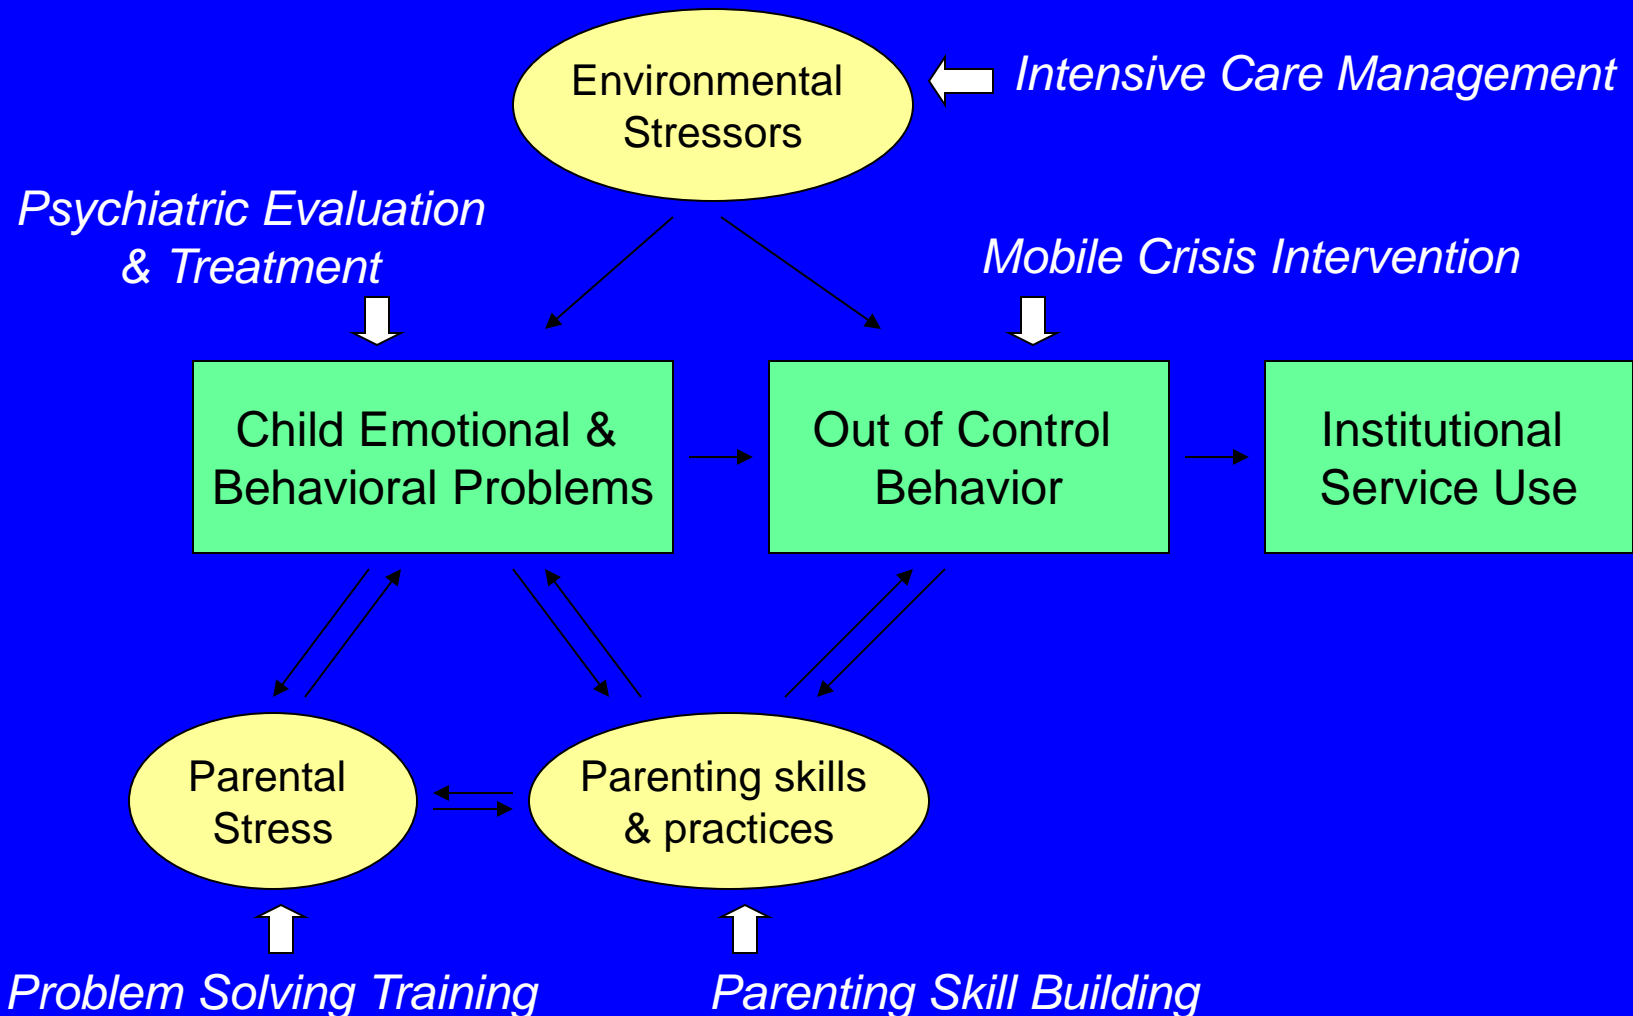 Environmental
Stressors
Intensive Care Management
Psychiatric Evaluation
& Treatment
Mobile Crisis Intervention
Child Emotional &
Behavioral Problems
Out of Control
Behavior
Institutional
Service Use
Parental
Stress
Parenting skills
& practices
Problem Solving Training
Parenting Skill Building